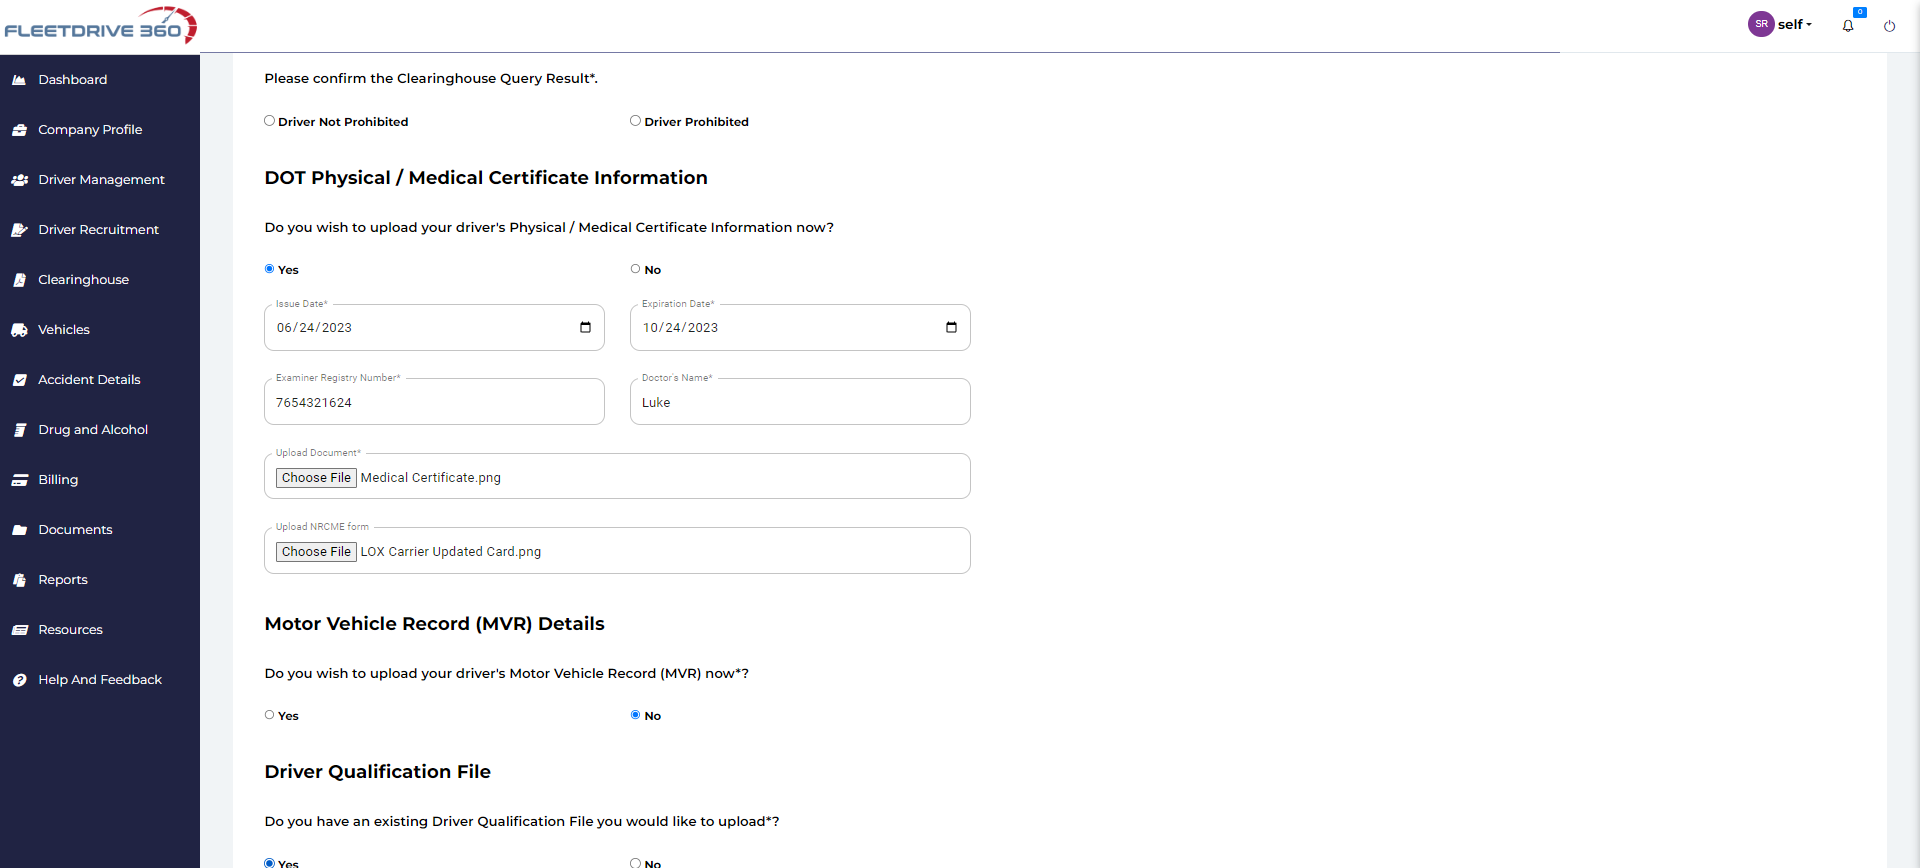 FLEETDRIVE 360
SR self
0
Dashboard
Company Profile
Driver Management
Driver Recruitment
Clearinghouse
Vehicles
Accident Details
Drug and Alcohol
Billing
Documents
Reports
Resources
Help And Feedback
Please confirm the Clearinghouse Query Result*.
Driver Not Prohibited Driver Prohibited
DOT Physical / Medical Certificate Information
Do you wish to upload your driver's Physical / Medical Certificate Information now?
Yes No
Issue Date* Expiration Date*
06/24/2023 10/24/2023
Examiner Registry Number* Doctor's Name*
7654321624 Luke
Upload Document*
Choose File Medical Certificate.png
Upload NRCME form
Choose File LOX Carrier Updated Card.png
Motor Vehicle Record (MVR) Details
Do you wish to upload your driver's Motor Vehicle Record (MVR) now*?
Yes No
Driver Qualification File
Do you have an existing Driver Qualification File you would like to upload*?
Yes No